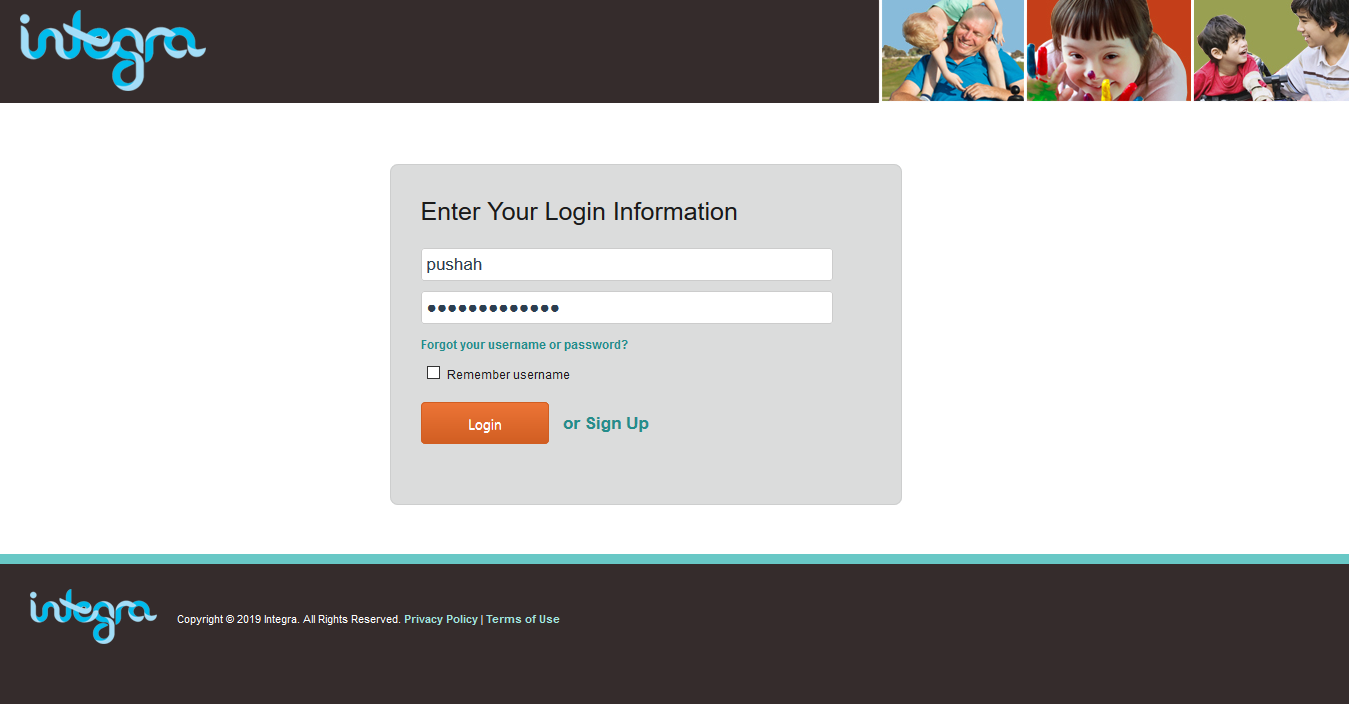 integra
Enter Your Login Information
pushah
●●●●●●●●●●●●●
Forgot your username or password?
Remember username
Login or Sign Up
integra
Copyright © 2019 Integra. All Rights Reserved. Privacy Policy | Terms of Use